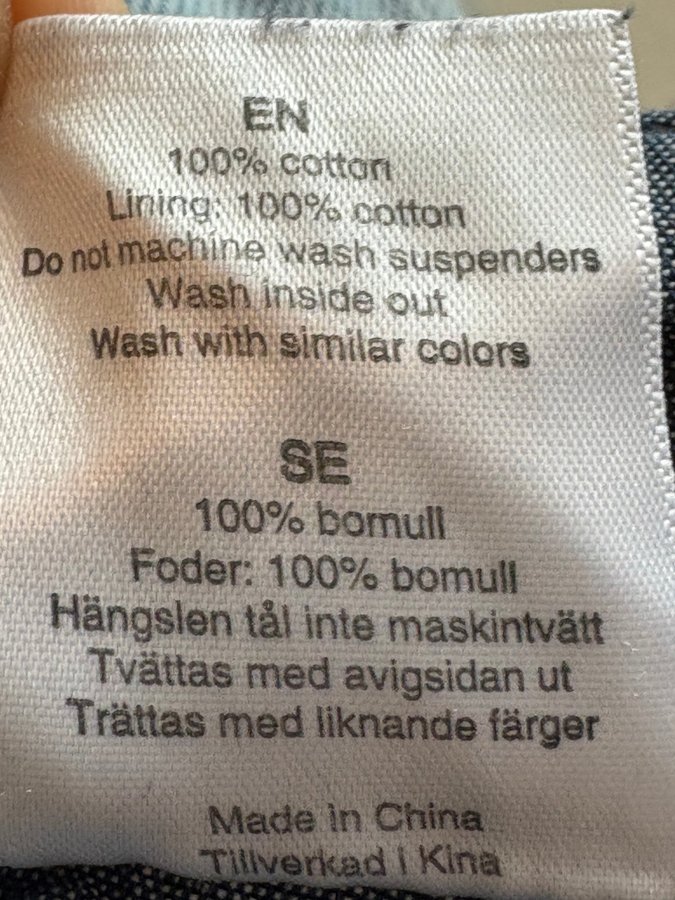 EN
100% cotton
Lining: 100% cotton
Do not machine wash suspenders
Wash inside out
Wash with similar colors
SE
100% bomull
Foder: 100% bomull
Hängslen tål inte maskintvätt
Tvättas med avigsidan ut
Trättas med liknande färger
Made in China
Tillverkad i Kina